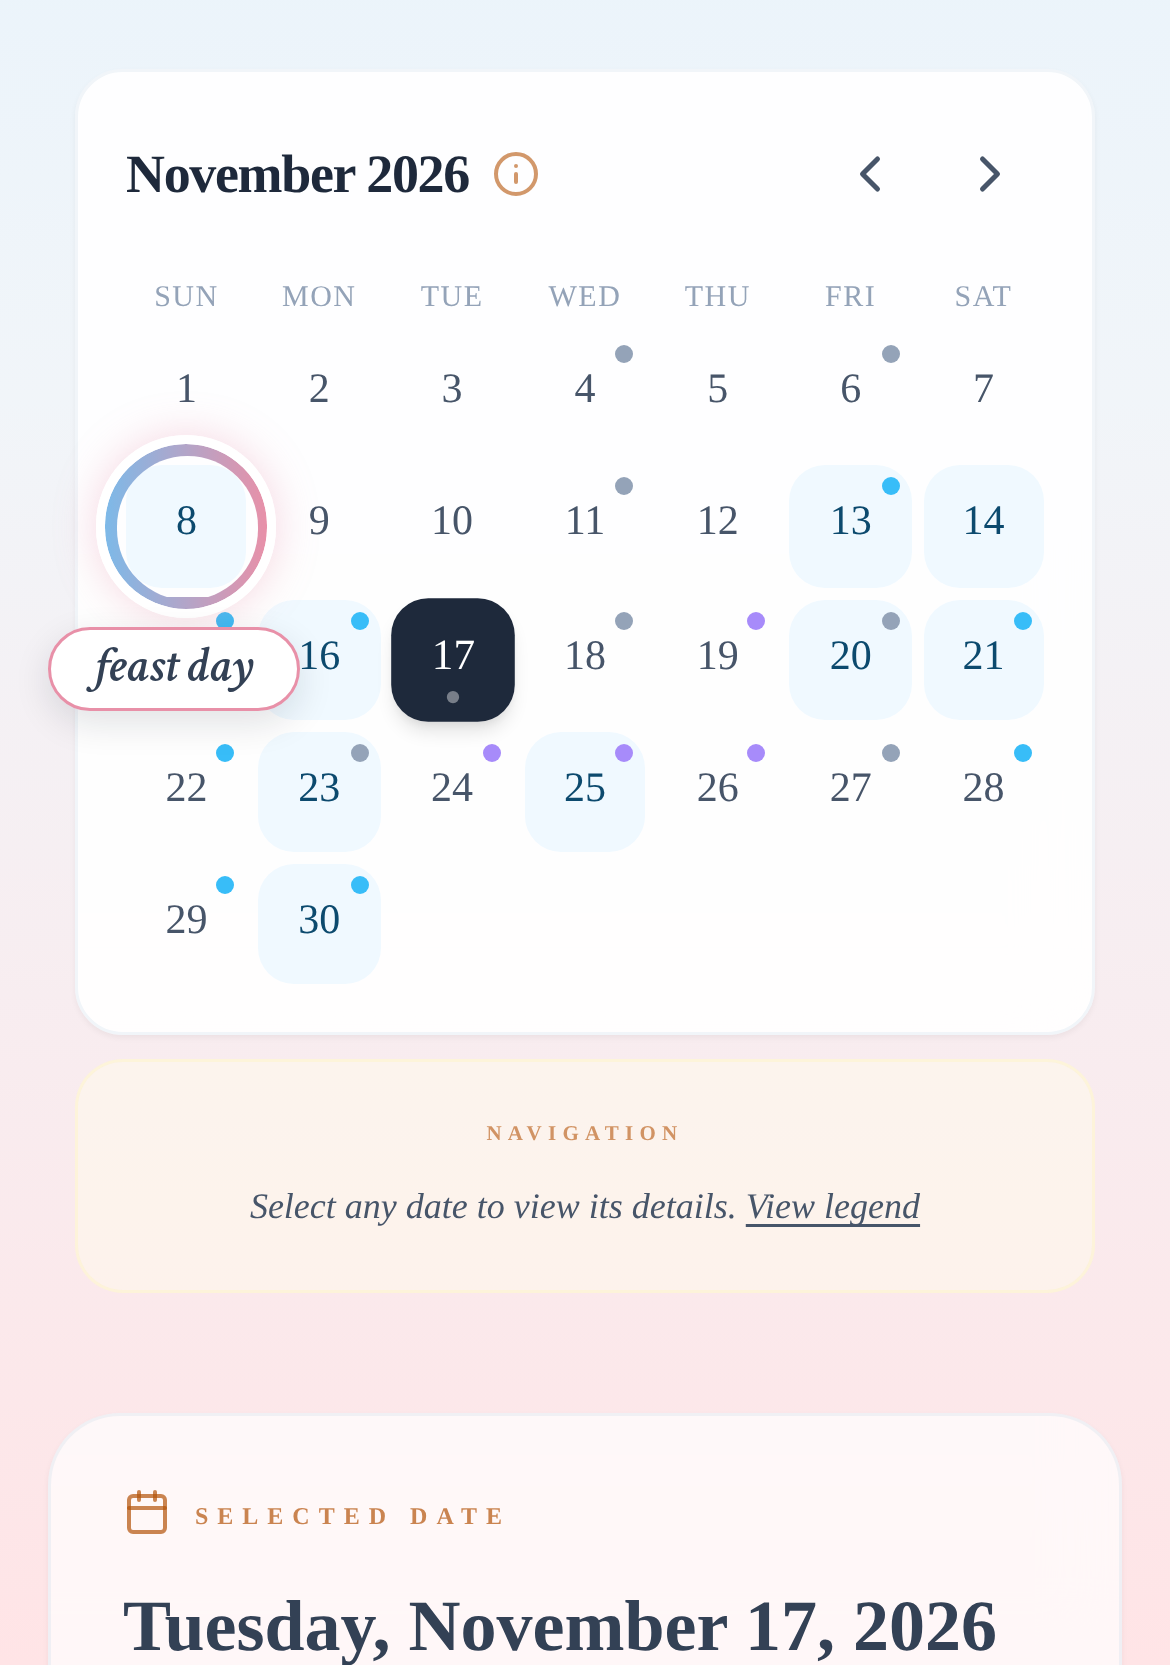 November 2026
SUN MON TUE WED THU FRI SAT
1 2 3 4 5 6 7
8 9 10 11 12 13 14
feast day 16 17 18 19 20 21
22 23 24 25 26 27 28
29 30
NAVIGATION
Select any date to view its details. View legend
SELECTED DATE
Tuesday, November 17, 2026